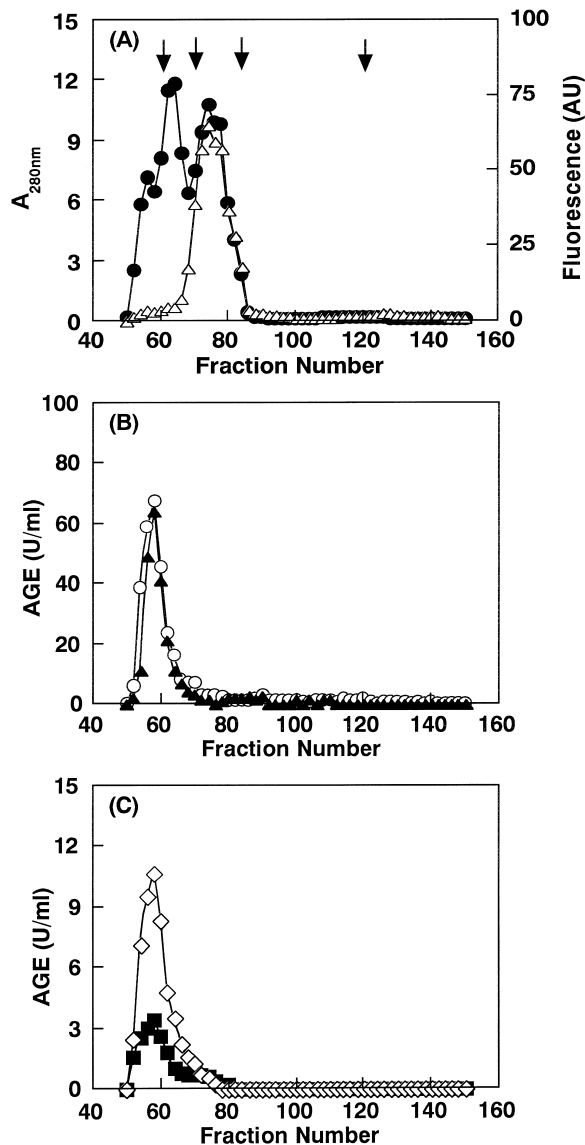 (A)
15
12
9
6
3
0
A280nm
100
75
50
25
0
Fluorescence (AU)
40 60 80 100 120 140 160
Fraction Number
(B)
100
80
60
40
20
0
AGE (U/ml)
40 60 80 100 120 140 160
Fraction Number
(C)
15
12
9
6
3
0
AGE (U/ml)
40 60 80 100 120 140 160
Fraction Number